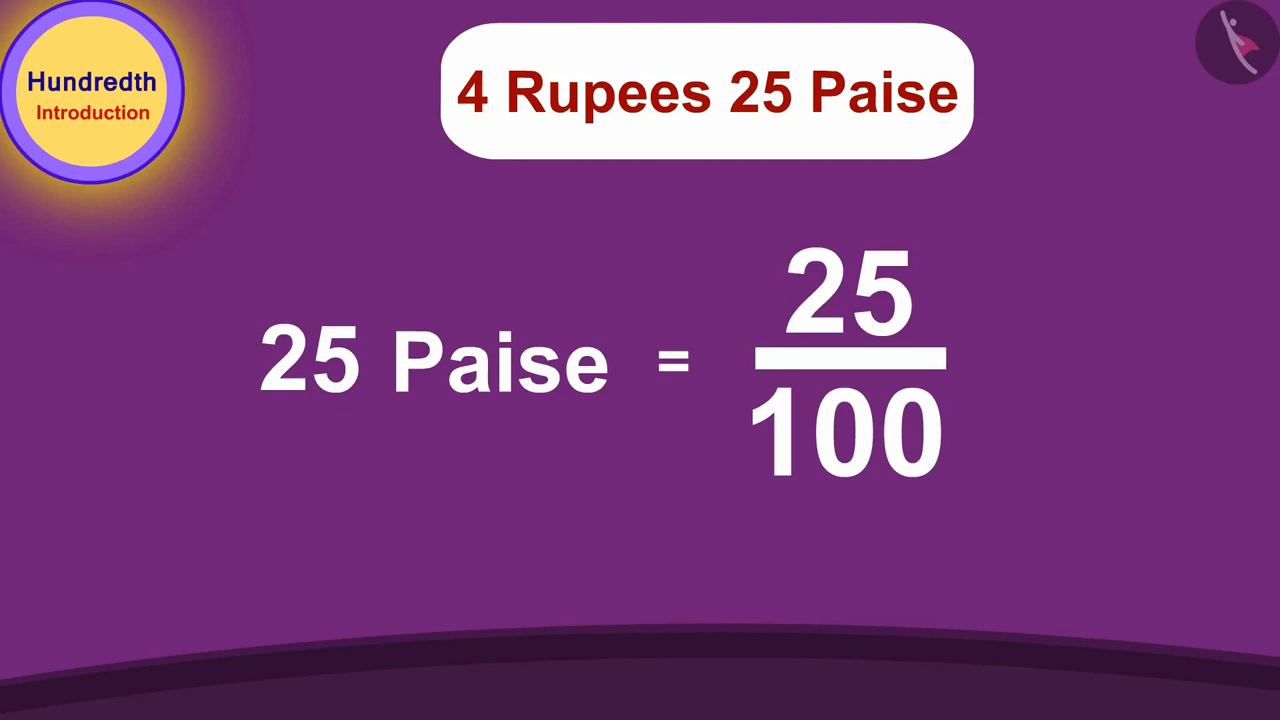 Hundredth
Introduction
4 Rupees 25 Paise
25 Paise = 25/100